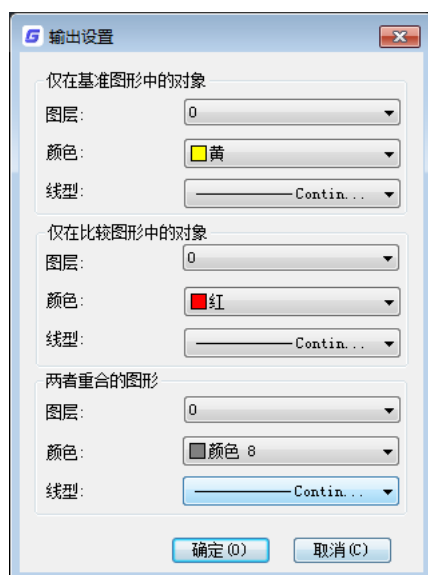 输出设置
仅在基准图形中的对象
图层: 0
颜色: 黄
线型: Contin...
仅在比较图形中的对象
图层: 0
颜色: 红
线型: Contin...
两者重合的图形
图层: 0
颜色: 颜色 8
线型: Contin...
确定(O) 取消(C)